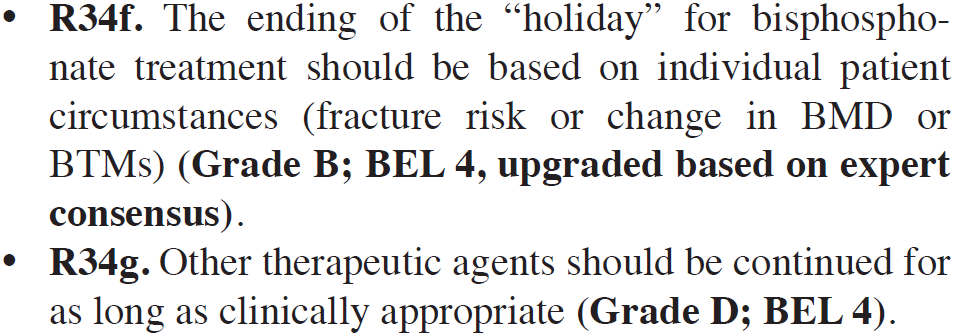 • R34f. The ending of the “holiday” for bisphospho-
nate treatment should be based on individual patient
circumstances (fracture risk or change in BMD or
BTMs) (Grade B; BEL 4, upgraded based on expert
consensus).
• R34g. Other therapeutic agents should be continued for
as long as clinically appropriate (Grade D; BEL 4).